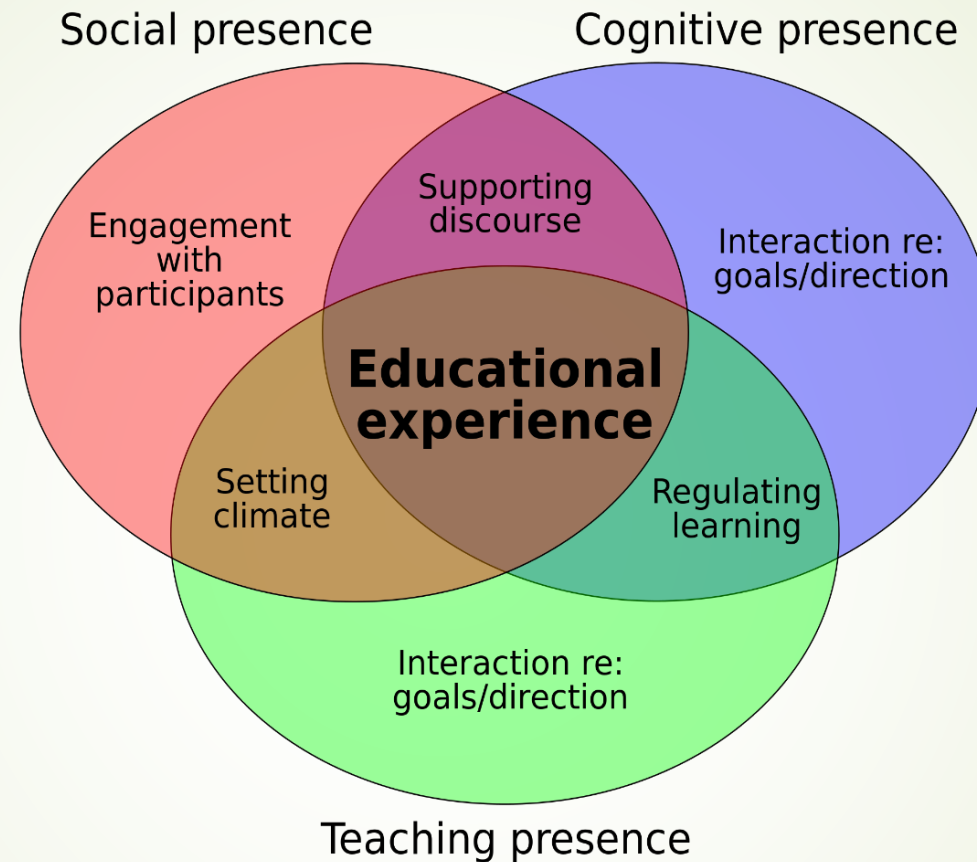 Social presence
Cognitive presence
Supporting
discourse
Engagement
with
participants
Interaction re:
goals/direction
Educational
experience
Setting
climate
Regulating
learning
Interaction re:
goals/direction
Teaching presence